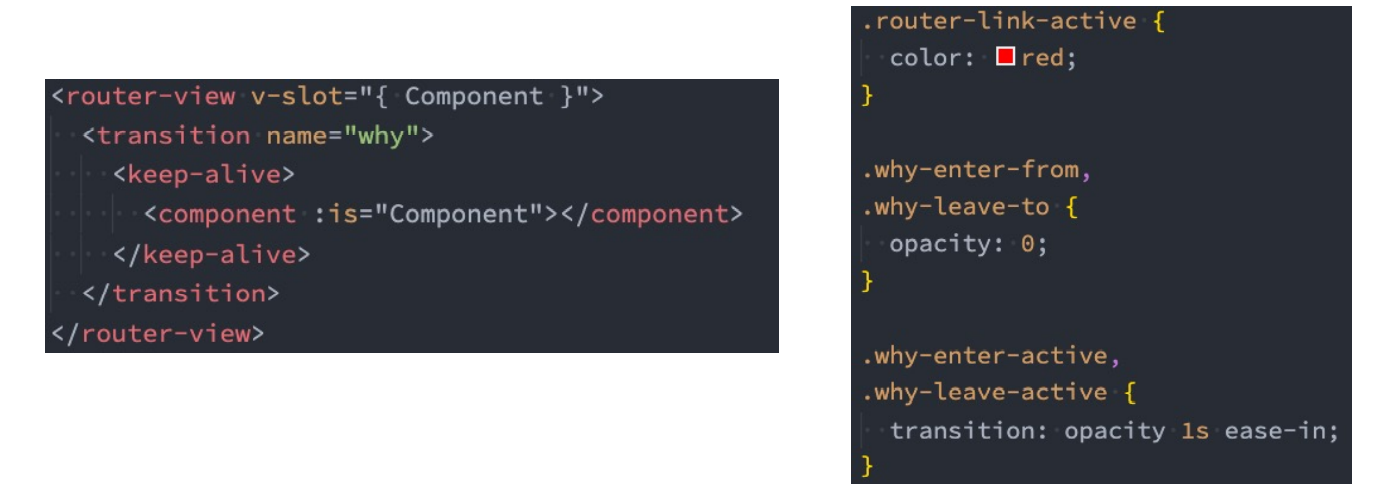 <router-view v-slot="{ Component }">
  <transition name="why">
    <keep-alive>
      <component :is="Component"></component>
    </keep-alive>
  </transition>
</router-view>
.router-link-active {
  color: red;
}
.why-enter-from,
.why-leave-to {
  opacity: 0;
}
.why-enter-active,
.why-leave-active {
  transition: opacity 1s ease-in;
}